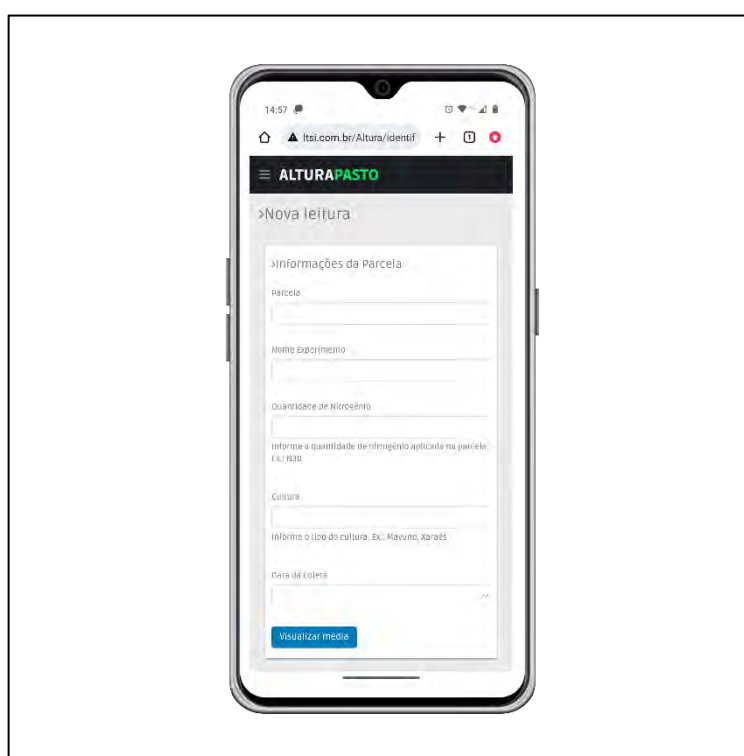 14:57
ltsi.com.br/Altura/identif
1
ALTURAPASTO
>Nova leitura
>Informações da Parcela
Parcela
Nome Experimento
Quantidade de Nitrogênio
Informe a quantidade de nitrogênio aplicada na parcela.
Ex.: N30
Cultura
Informe o tipo de cultura. Ex.: Mavuno, Xaraés
Data da coleta
Visualizar média